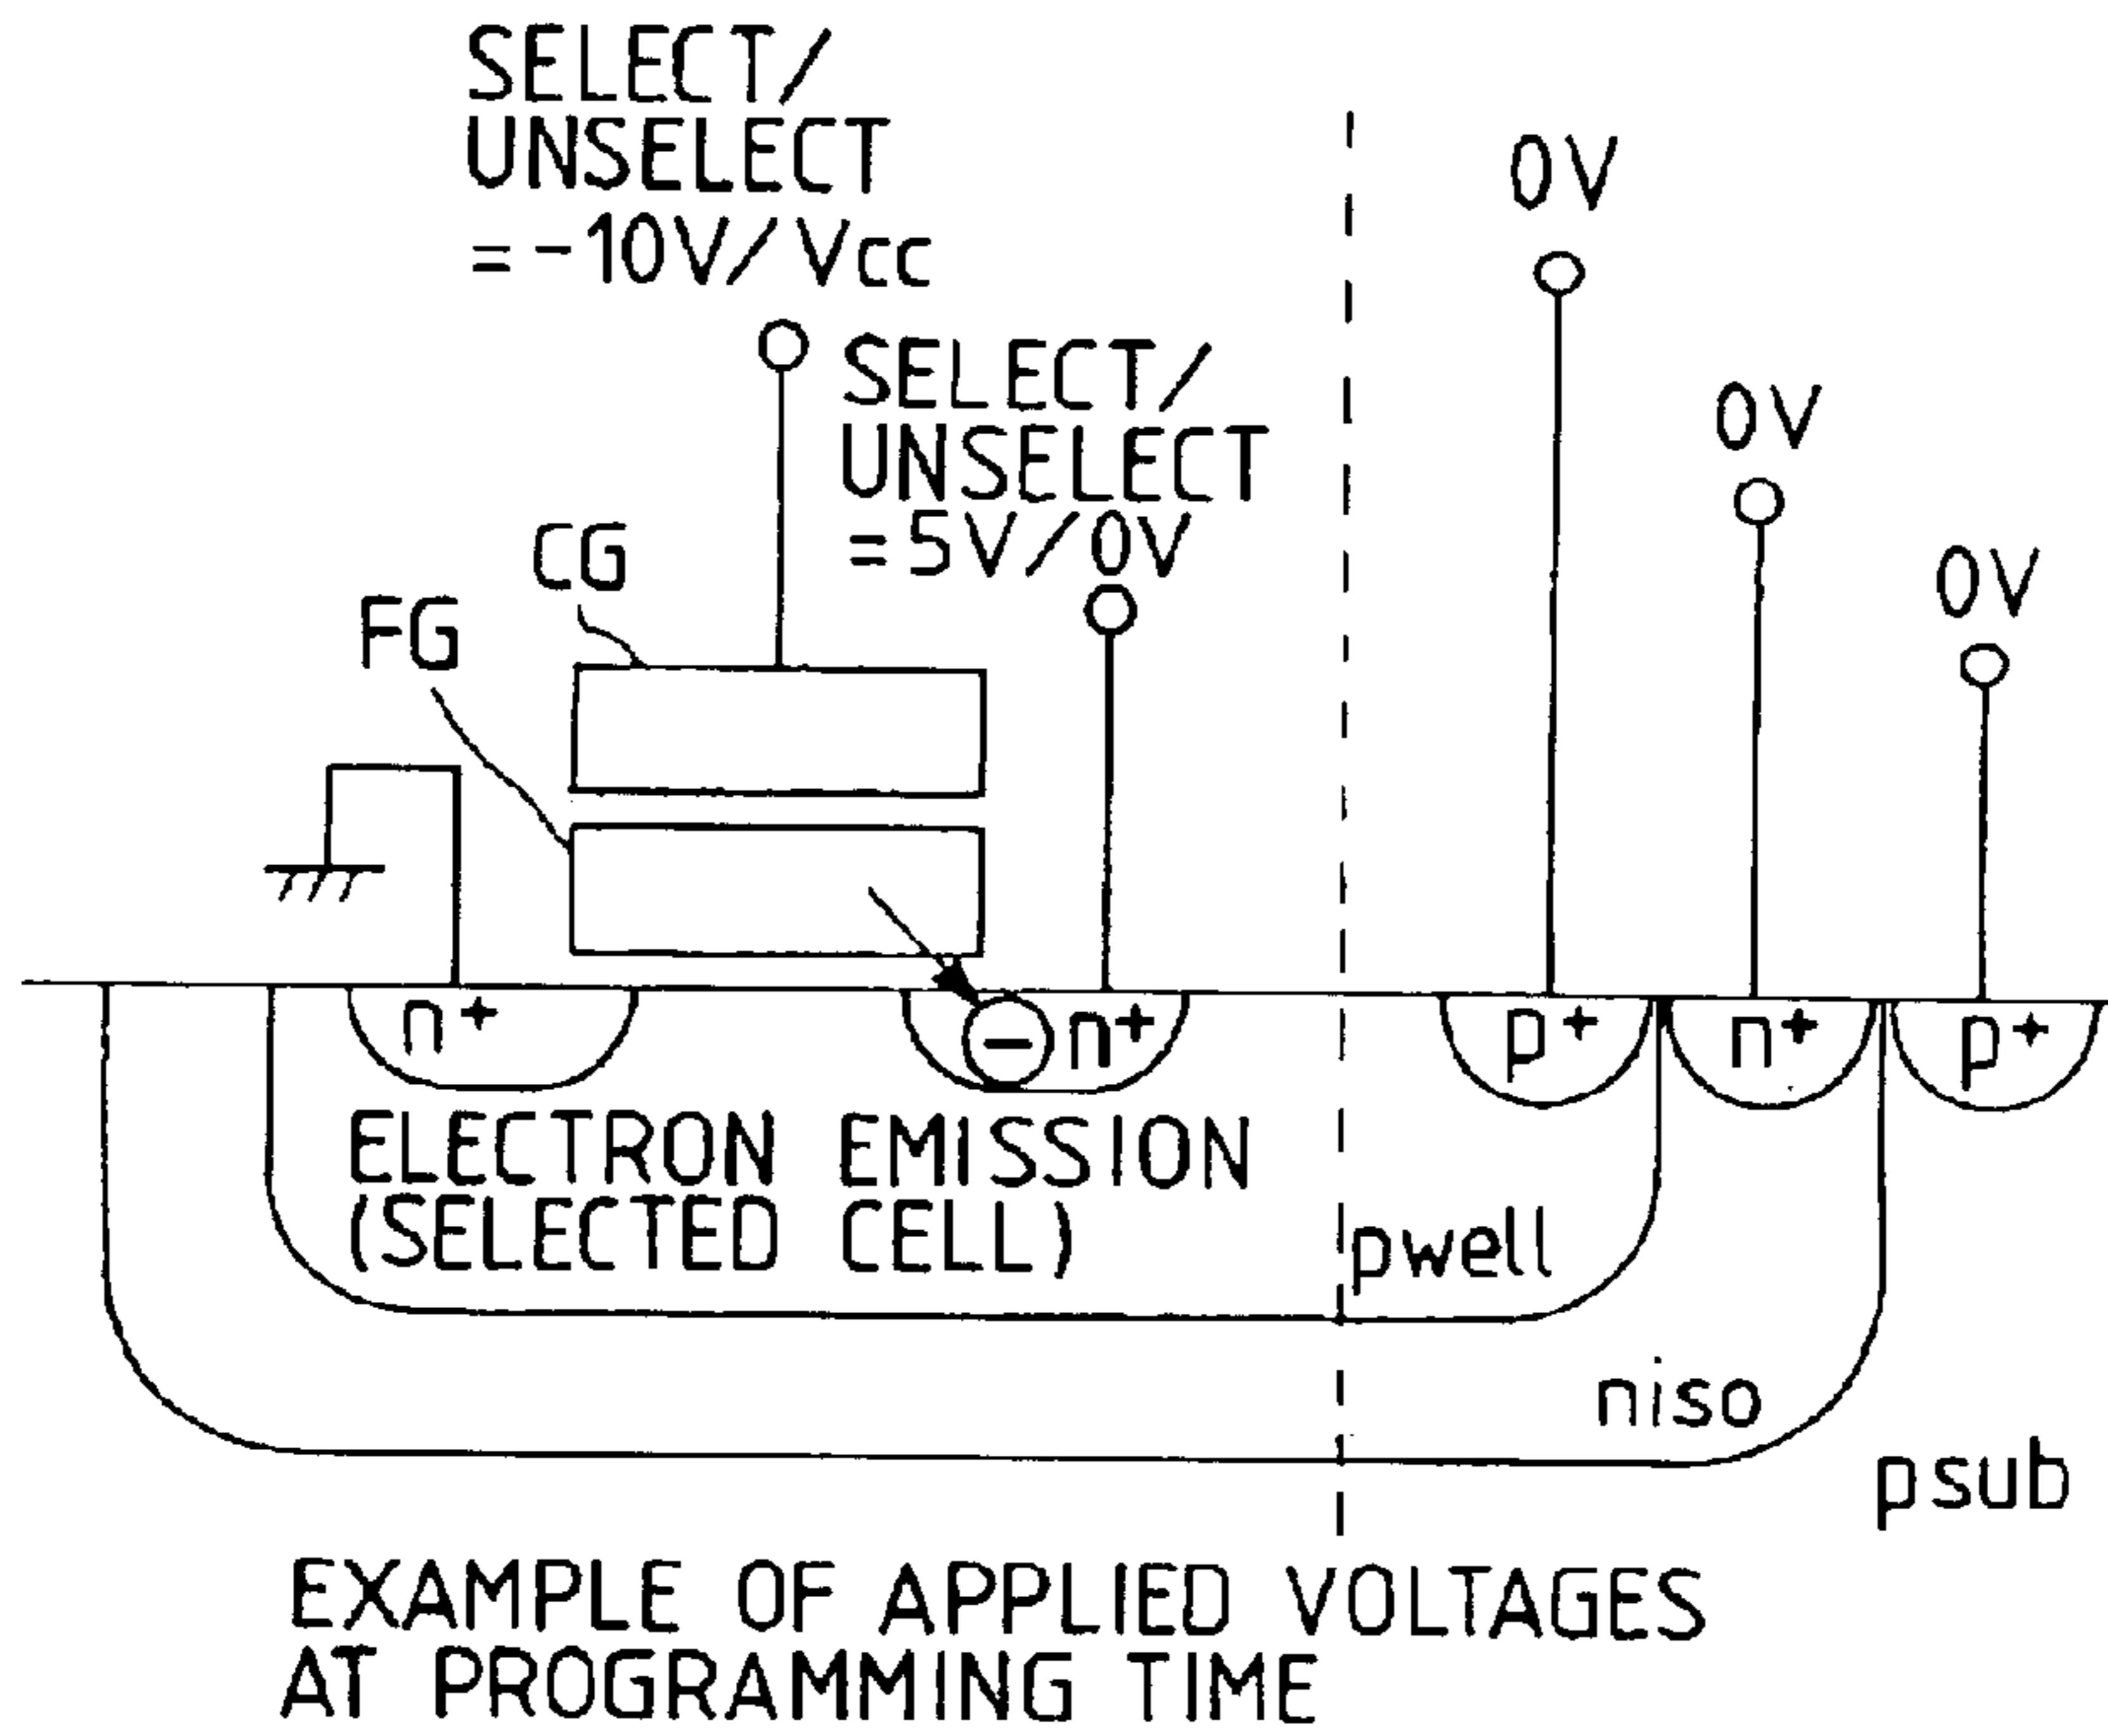 SELECT/
UNSELECT
=-10V/Vcc
0V
SELECT/
UNSELECT
=5V/0V
0V
0V
CG
FG
n+
− n+
p+
n+
p+
ELECTRON EMISSION
(SELECTED CELL)
pwell
niso
psub
EXAMPLE OF APPLIED VOLTAGES
AT PROGRAMMING TIME